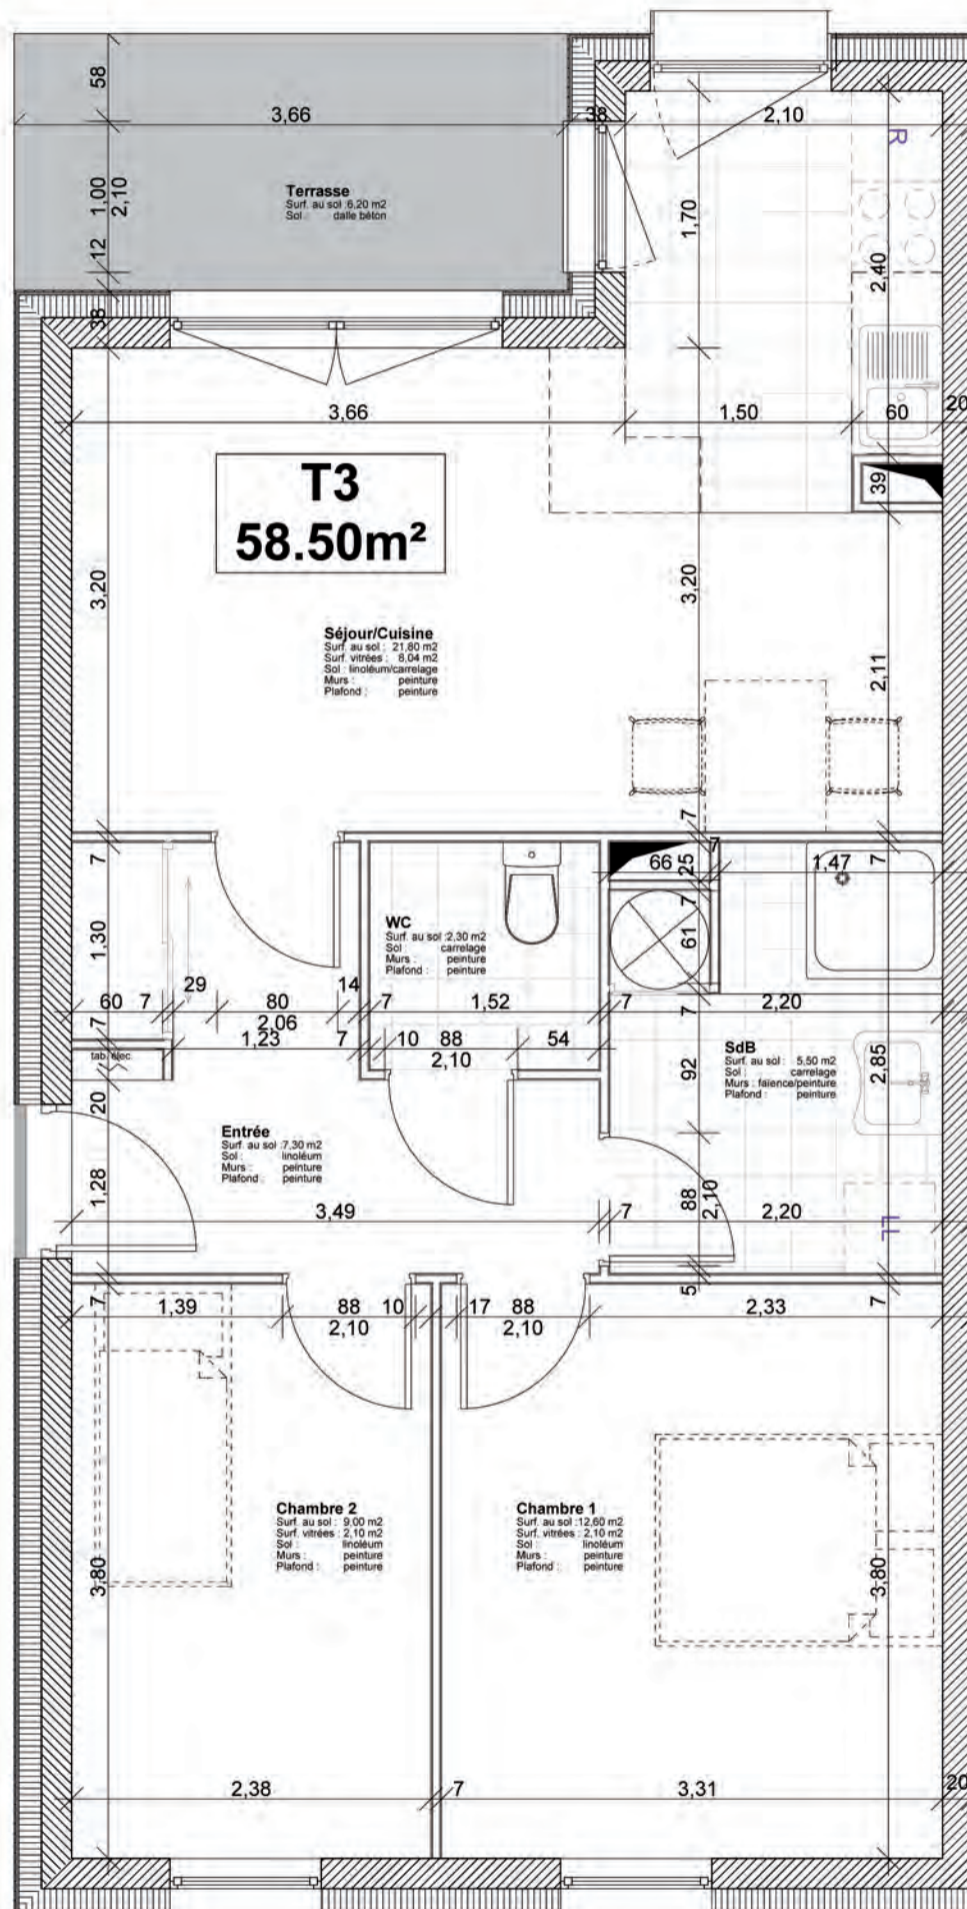 58
3,66
38
2,10
R
Terrasse
Surf. au sol :6,20 m2
Sol : dalle béton
1,00
2,10
12
1,70
2,40
38
3,66
1,50
60
20
T3
58.50m²
39
3,20
3,20
Séjour/Cuisine
Surf. au sol : 21,80 m2
Surf. vitrées : 8,04 m2
Sol : linoléum/carrelage
Murs : peinture
Plafond : peinture
2,11
7
7
7
66
25
1,47
7
1,30
WC
Surf. au sol :2,30 m2
Sol : carrelage
Murs : peinture
Plafond : peinture
7
61
29
14
60
7
80
2,06
7
1,52
7
7
2,20
7
1,23
7
10
88
2,10
54
tab. élec.
92
SdB
Surf. au sol : 5,50 m2
Sol : carrelage
Murs : faïence/peinture
Plafond : peinture
2,85
20
Entrée
Surf. au sol :7,30 m2
Sol : linoléum
Murs : peinture
Plafond : peinture
1,28
3,49
7
88
2,10
2,20
LL
7
1,39
88
2,10
10
17
88
2,10
5
2,33
7
Chambre 2
Surf. au sol : 9,00 m2
Surf. vitrées : 2,10 m2
Sol : linoléum
Murs : peinture
Plafond : peinture
Chambre 1
Surf. au sol :12,60 m2
Surf. vitrées : 2,10 m2
Sol : linoléum
Murs : peinture
Plafond : peinture
3,80
3,80
2,38
7
3,31
20